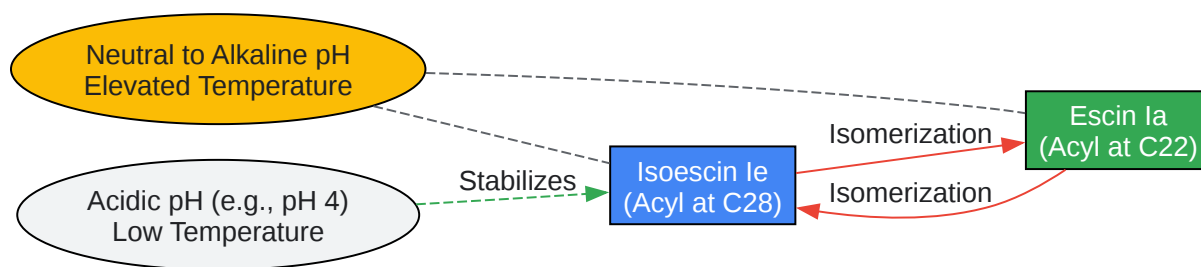 Neutral to Alkaline pH
Elevated Temperature
Acidic pH (e.g., pH 4)
Low Temperature
Stabilizes
Isoescin Ie
(Acyl at C28)
Isomerization
Isomerization
Escin Ia
(Acyl at C22)